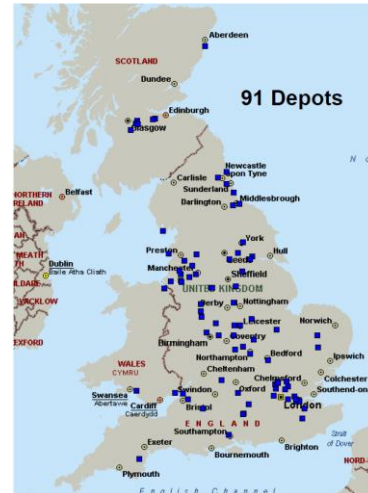 Aberdeen
SCOTLAND
Dundee
91 Depots
Edinburgh
Glasgow
Newcastle
Upon Tyne
Carlisle
Sunderland
NORTHERN
IRELAND
Belfast
Darlington
Middlesbrough
York
Preston
Leeds
Hull
Dublin
Baile Atha Cliath
MEATH
Manchester
Sheffield
UNITED KINGDOM
Derby
Nottingham
WICKLOW
WEXFORD
Leicester
Norwich
Birmingham
Coventry
WALES
CYMRU
Northampton
Bedford
Ipswich
Cheltenham
Colchester
Swansea
Abertawe
Swindon
Oxford
Chelmsford
Southend-on
Cardiff
Caerdydd
Bristol
London
ENGLAND
Strait
of Dover
Southampton
Exeter
Bournemouth
Brighton
Plymouth
English Channel
NORD-